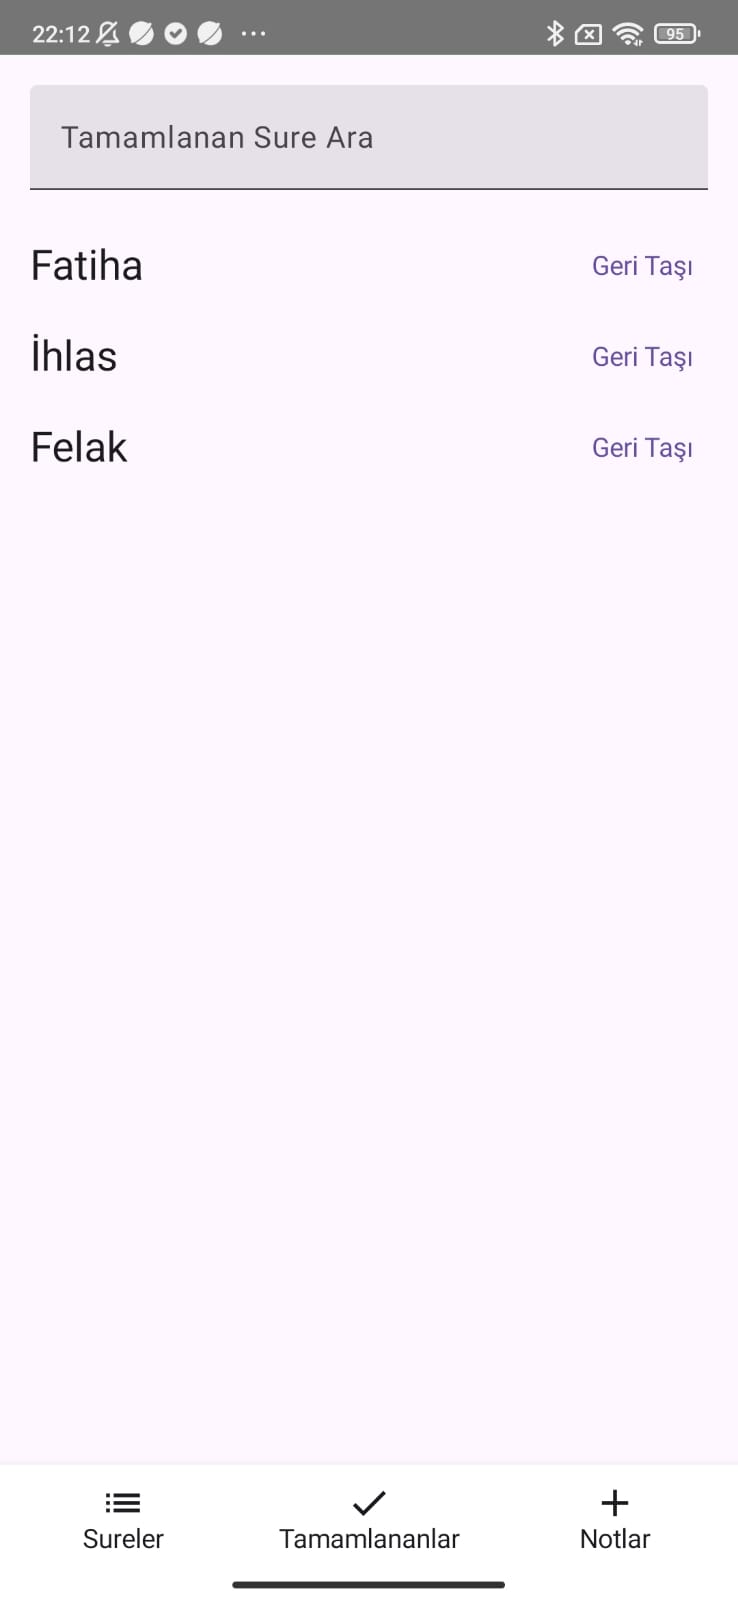 22:12 95
Tamamlanan Sure Ara
Fatiha Geri Taşı
İhlas Geri Taşı
Felak Geri Taşı
Sureler Tamamlananlar Notlar